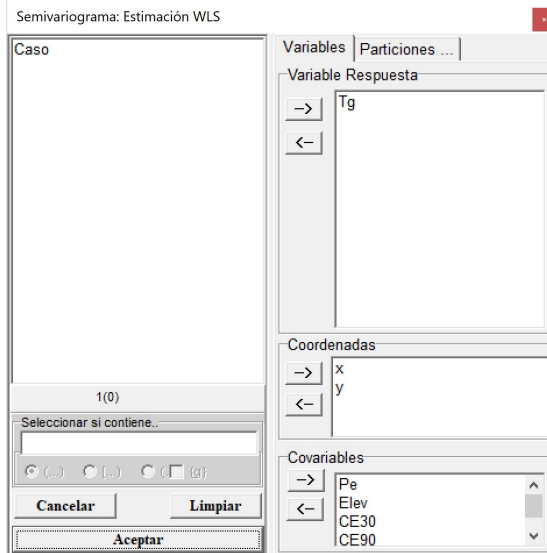 Semivariograma: Estimación WLS
×
Caso
1(0)
Seleccionar si contiene..
(...) [...) (. {g}
Cancelar Limpiar
Aceptar
Variables Particiones ...
Variable Respuesta
-->
<--
Tg
Coordenadas
-->
<--
x
y
Covariables
-->
<--
Pe
Elev
CE30
CE90